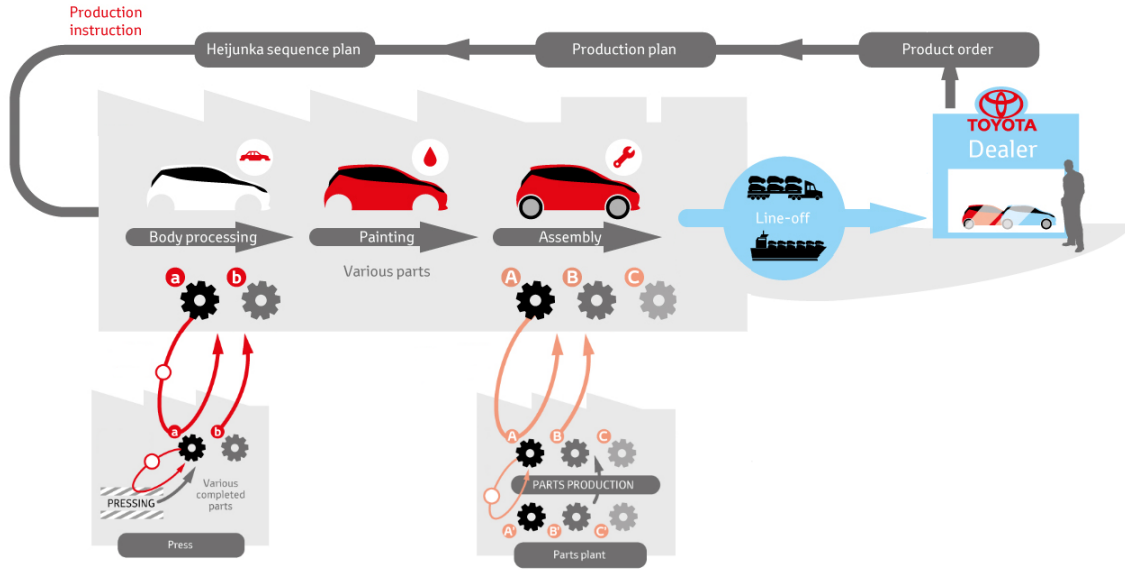 Production
instruction
Heijunka sequence plan
Production plan
Product order
TOYOTA
Dealer
Line-off
Body processing
Painting
Assembly
Various parts
a
b
A
B
C
a
b
Various
completed
parts
PRESSING
Press
A
B
C
PARTS PRODUCTION
A'
B'
C'
Parts plant